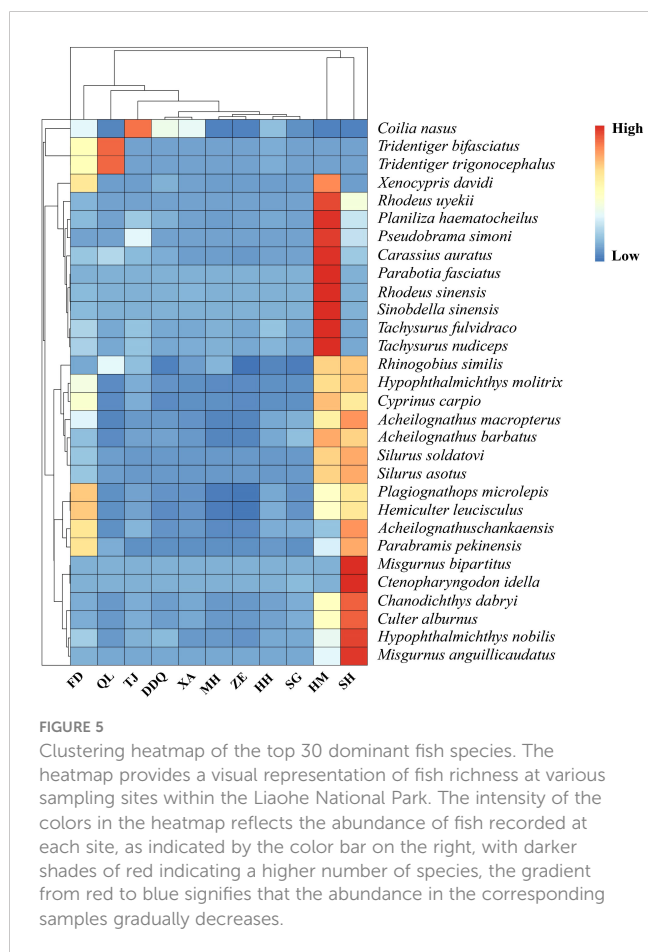 Coilia nasus
Tridentiger bifasciatus
Tridentiger trigonocephalus
Xenocypris davidi
Rhodeus uyekii
Planiliza haematocheilus
Pseudobrama simoni
Carassius auratus
Parabotia fasciatus
Rhodeus sinensis
Sinobdella sinensis
Tachysurus fulvidraco
Tachysurus nudiceps
Rhinogobius similis
Hypophthalmichthys molitrix
Cyprinus carpio
Acheilognathus macropterus
Acheilognathus barbatus
Silurus soldatovi
Silurus asotus
Plagiognathops microlepis
Hemiculter leucisculus
Acheilognathuschankaensis
Parabramis pekinensis
Misgurnus bipartitus
Ctenopharyngodon idella
Chanodichthys dabryi
Culter alburnus
Hypophthalmichthys nobilis
Misgurnus anguillicaudatus
High
Low
FD QL TJ DDQ XA MH ZE HH SG HM SH
FIGURE 5
Clustering heatmap of the top 30 dominant fish species. The
heatmap provides a visual representation of fish richness at various
sampling sites within the Liaohe National Park. The intensity of the
colors in the heatmap reflects the abundance of fish recorded at
each site, as indicated by the color bar on the right, with darker
shades of red indicating a higher number of species, the gradient
from red to blue signifies that the abundance in the corresponding
samples gradually decreases.